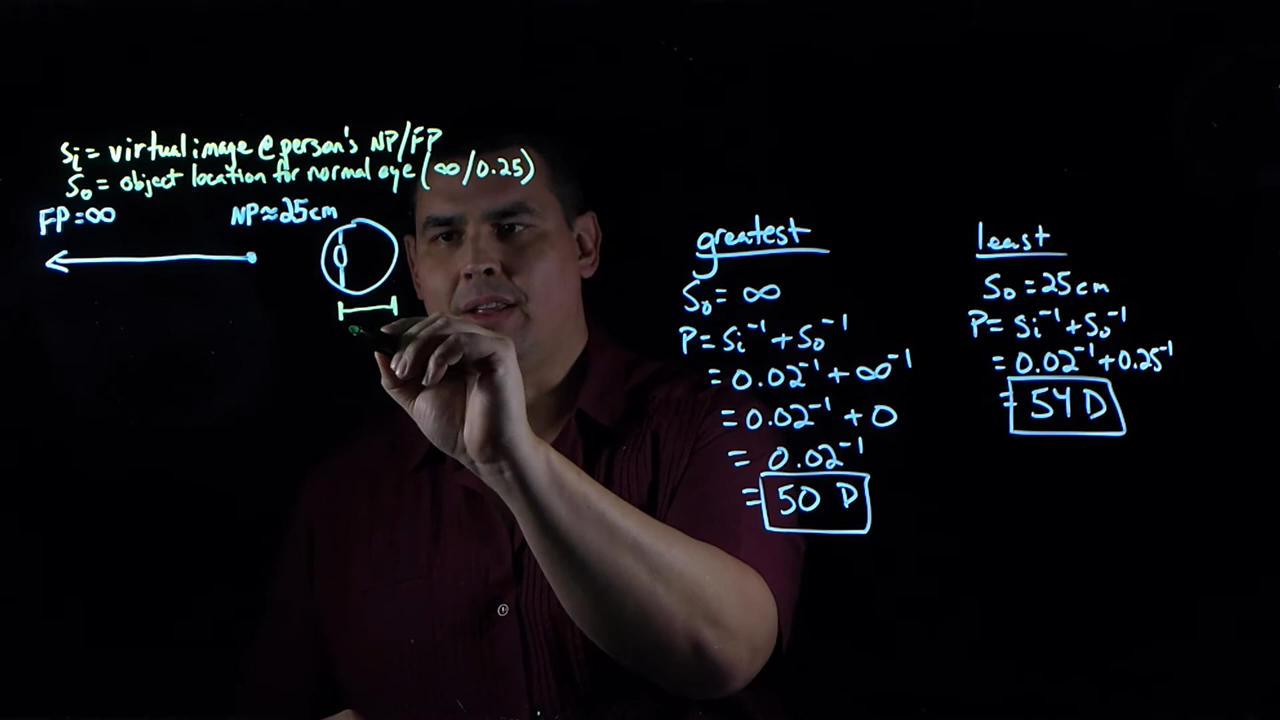 Si = virtual image @ person's NP/FP
So = object location for normal eye (∞/0.25)
FP = ∞
NP ≈ 25cm
greatest
So = ∞
P = Si⁻¹ + So⁻¹
= 0.02⁻¹ + ∞⁻¹
= 0.02⁻¹ + 0
= 0.02⁻¹
= 50 D
least
So = 25cm
P = Si⁻¹ + So⁻¹
= 0.02⁻¹ + 0.25⁻¹
= 54 D